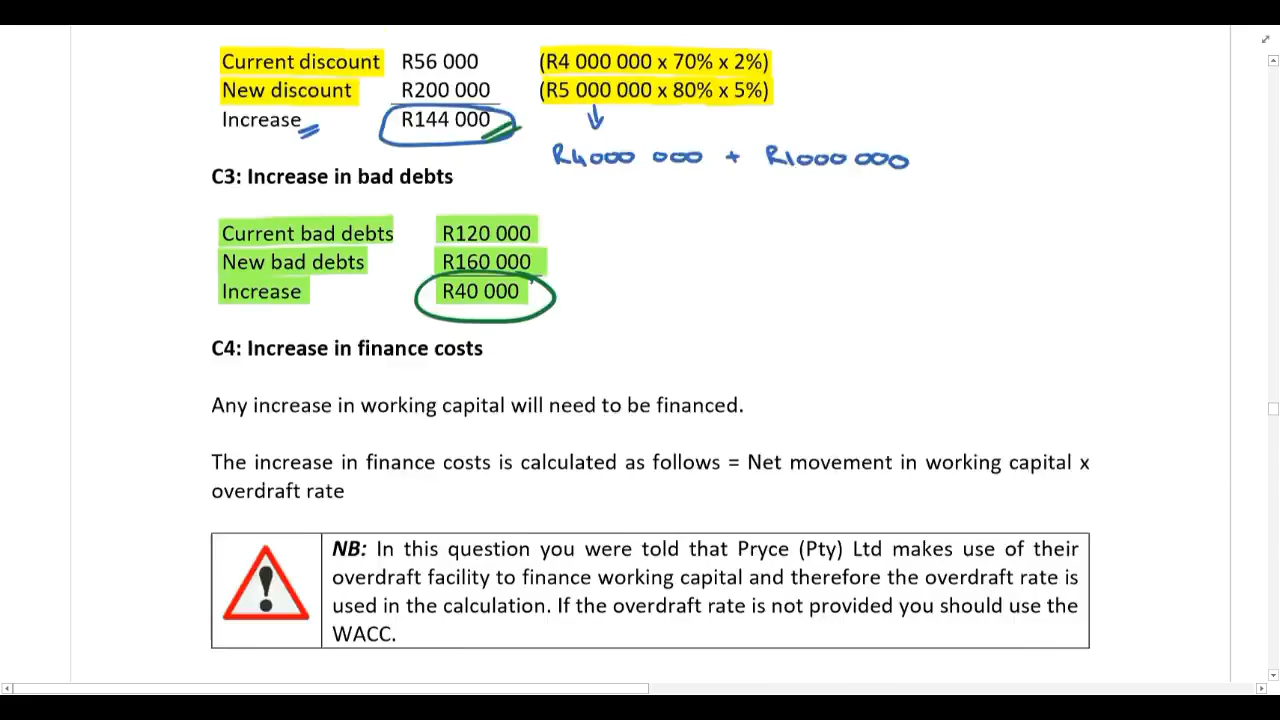 Current discount R56 000 (R4 000 000 x 70% x 2%)
New discount R200 000 (R5 000 000 x 80% x 5%)
Increase R144 000
R4000 000 + R1000 000
C3: Increase in bad debts
Current bad debts R120 000
New bad debts R160 000
Increase R40 000
C4: Increase in finance costs
Any increase in working capital will need to be financed.
The increase in finance costs is calculated as follows = Net movement in working capital x
overdraft rate
NB: In this question you were told that Pryce (Pty) Ltd makes use of their
overdraft facility to finance working capital and therefore the overdraft rate is
used in the calculation. If the overdraft rate is not provided you should use the
WACC.